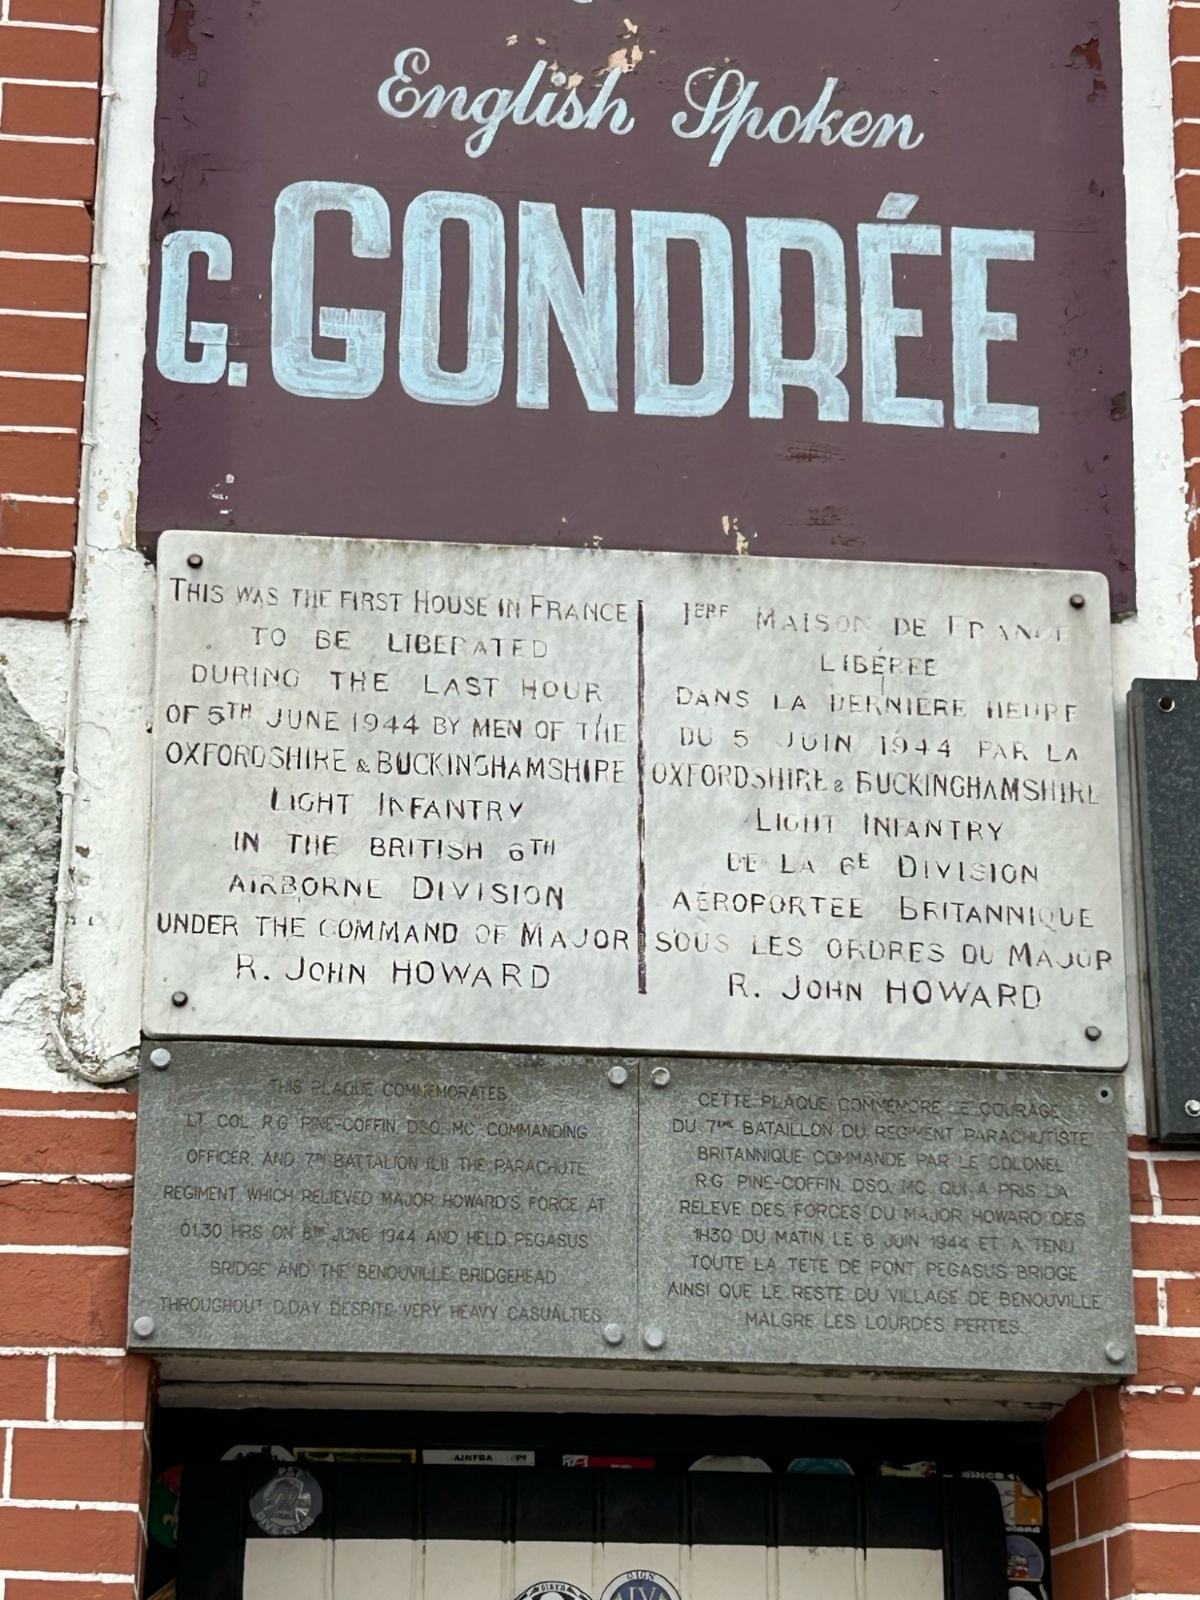 English Spoken
G. GONDRÉE
THIS WAS THE FIRST HOUSE IN FRANCE
TO BE LIBERATED
DURING THE LAST HOUR
OF 5TH JUNE 1944 BY MEN OF THE
OXFORDSHIRE & BUCKINGHAMSHIRE
LIGHT INFANTRY
IN THE BRITISH 6TH
AIRBORNE DIVISION
UNDER THE COMMAND OF MAJOR
R. JOHN HOWARD
1ERE MAISON DE FRANCE
LIBÉREE
DANS LA DERNIERE HEURE
DU 5 JUIN 1944 PAR LA
OXFORDSHIRE & BUCKINGHAMSHIRE
LIGHT INFANTRY
DE LA 6E DIVISION
AEROPORTEE BRITANNIQUE
SOUS LES ORDRES DU MAJOR
R. JOHN HOWARD
THIS PLAQUE COMMEMORATES
LT. COL. R.G. PINE-COFFIN, DSO, MC, COMMANDING
OFFICER, AND 7TH BATTALION (LI) THE PARACHUTE
REGIMENT WHICH RELIEVED MAJOR HOWARD'S FORCE AT
01.30 HRS ON 6TH JUNE 1944 AND HELD PEGASUS
BRIDGE AND THE BENOUVILLE BRIDGEHEAD
THROUGHOUT D.DAY DESPITE VERY HEAVY CASUALTIES.
CETTE PLAQUE COMMEMORE LE COURAGE
DU 7EME BATAILLON DU REGIMENT PARACHUTISTE
BRITANNIQUE COMMANDE PAR LE COLONEL
R.G. PINE-COFFIN, DSO, MC, QUI A PRIS LA
RELEVE DES FORCES DU MAJOR HOWARD DES
1H30 DU MATIN LE 6 JUIN 1944 ET A TENU
TOUTE LA TETE DE PONT PEGASUS BRIDGE
AINSI QUE LE RESTE DU VILLAGE DE BENOUVILLE
MALGRE LES LOURDES PERTES.
DIVE CLUB